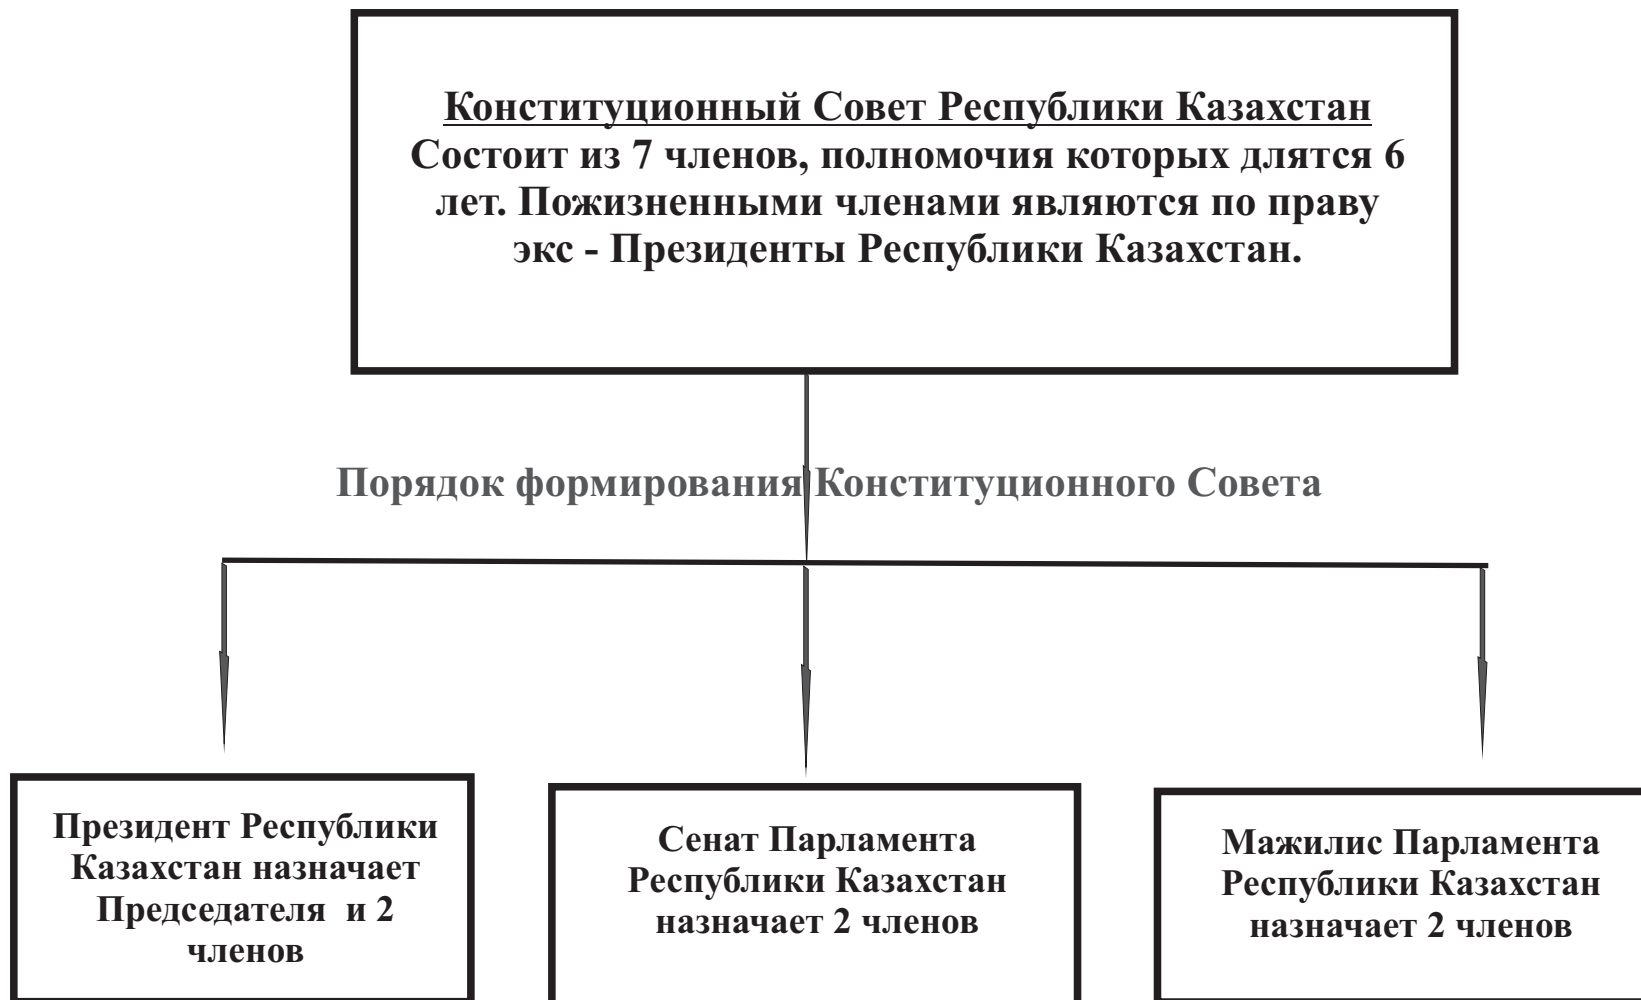 Конституционный Совет Республики Казахстан
Состоит из 7 членов, полномочия которых длятся 6
лет. Пожизненными членами являются по праву
экс - Президенты Республики Казахстан.
Порядок формирования Конституционного Совета
Президент Республики
Казахстан назначает
Председателя и 2
членов
Сенат Парламента
Республики Казахстан
назначает 2 членов
Мажилис Парламента
Республики Казахстан
назначает 2 членов